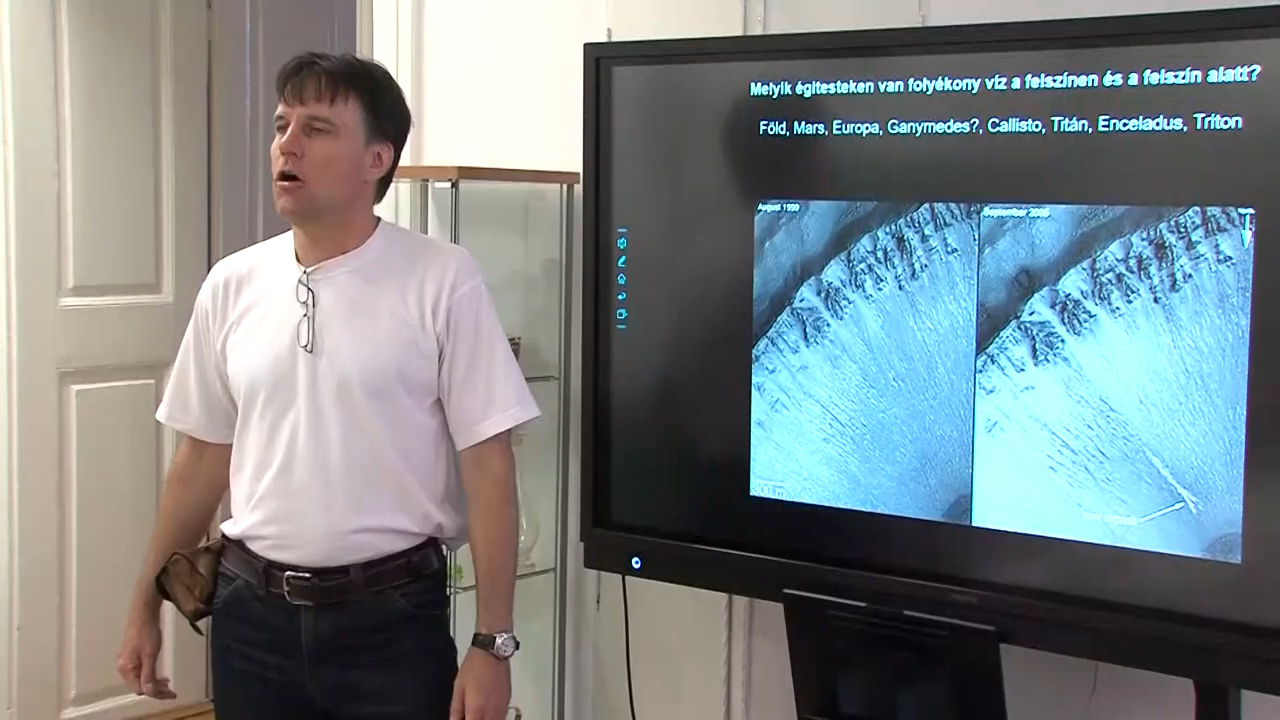 Melyik égitesteken van folyékony víz a felszínen és a felszín alatt?
Föld, Mars, Europa, Ganymedes?, Callisto, Titán, Enceladus, Triton
August 1999
September 2005